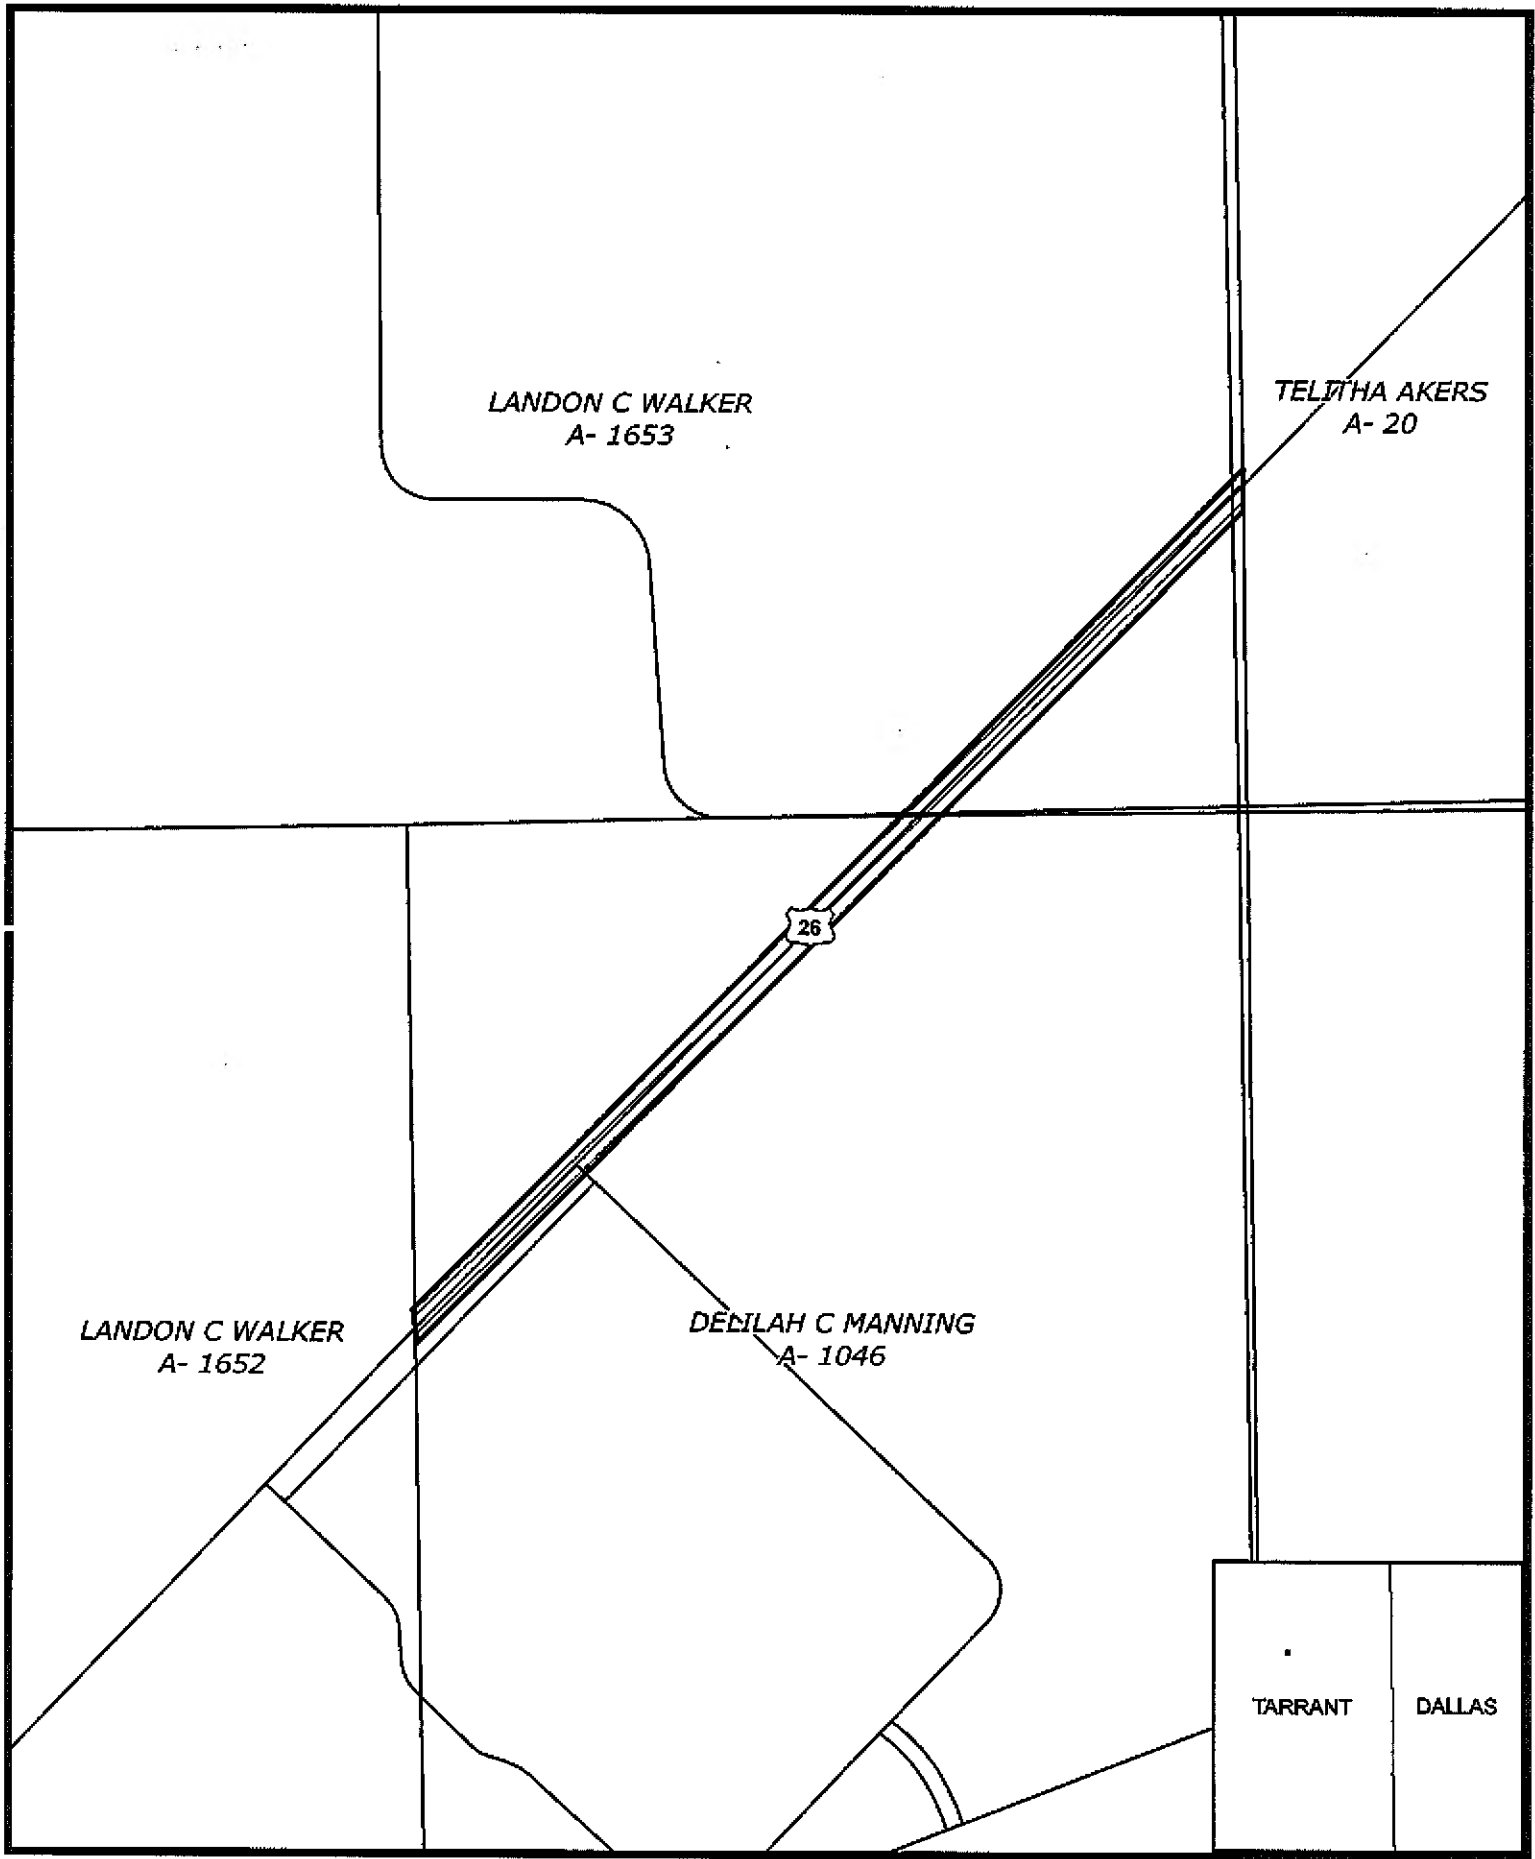 LANDON C WALKER
A- 1653
TELITHA AKERS
A- 20
26
LANDON C WALKER
A- 1652
DELILAH C MANNING
A- 1046
TARRANT
DALLAS